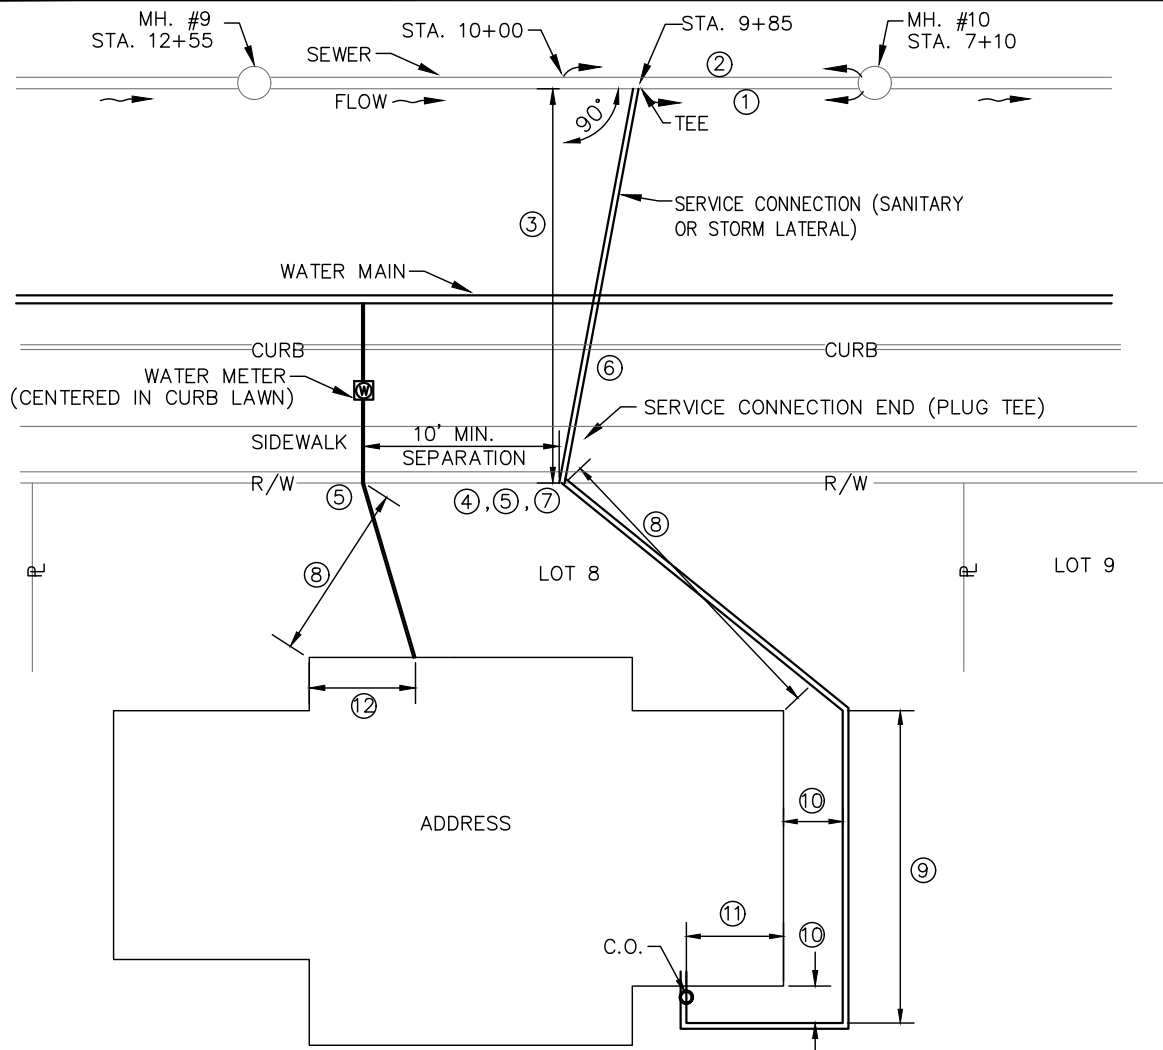 MH. #9
STA. 12+55
SEWER
STA. 10+00
STA. 9+85
MH. #10
STA. 7+10
②
①
FLOW
90°
TEE
③
SERVICE CONNECTION (SANITARY
OR STORM LATERAL)
WATER MAIN
CURB
CURB
WATER METER
(CENTERED IN CURB LAWN)
W
⑥
SERVICE CONNECTION END (PLUG TEE)
SIDEWALK
10' MIN.
SEPARATION
R/W
R/W
⑤
④,⑤,⑦
⑧
⑧
PL
LOT 8
PL
LOT 9
⑫
ADDRESS
⑩
⑨
⑪
⑩
C.O.